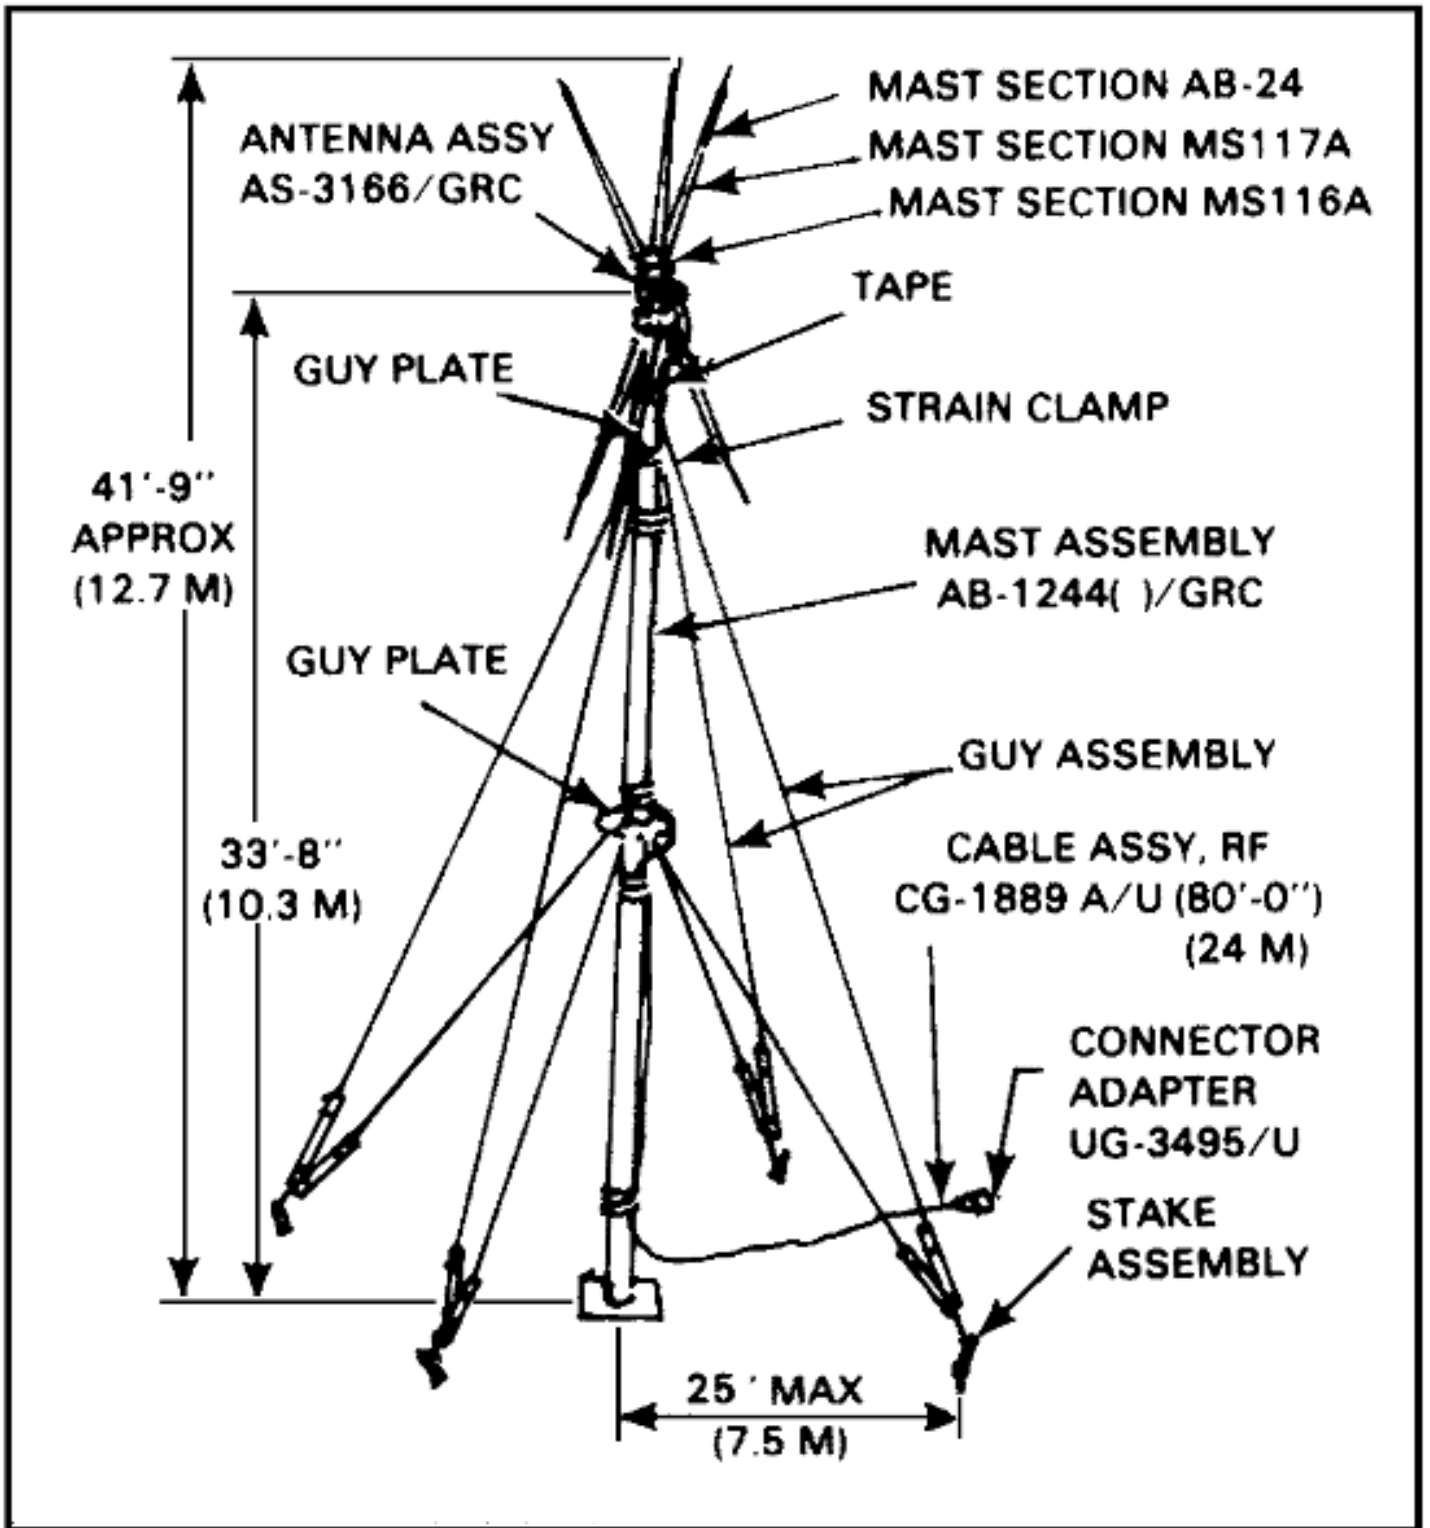 MAST SECTION AB-24
ANTENNA ASSY
AS-3166/GRC
MAST SECTION MS117A
MAST SECTION MS116A
TAPE
GUY PLATE
STRAIN CLAMP
41'-9"
APPROX
(12.7 M)
MAST ASSEMBLY
AB-1244( )/GRC
GUY PLATE
GUY ASSEMBLY
33'-8"
(10.3 M)
CABLE ASSY, RF
CG-1889 A/U (80'-0")
(24 M)
CONNECTOR
ADAPTER
UG-3495/U
STAKE
ASSEMBLY
25 ' MAX
(7.5 M)